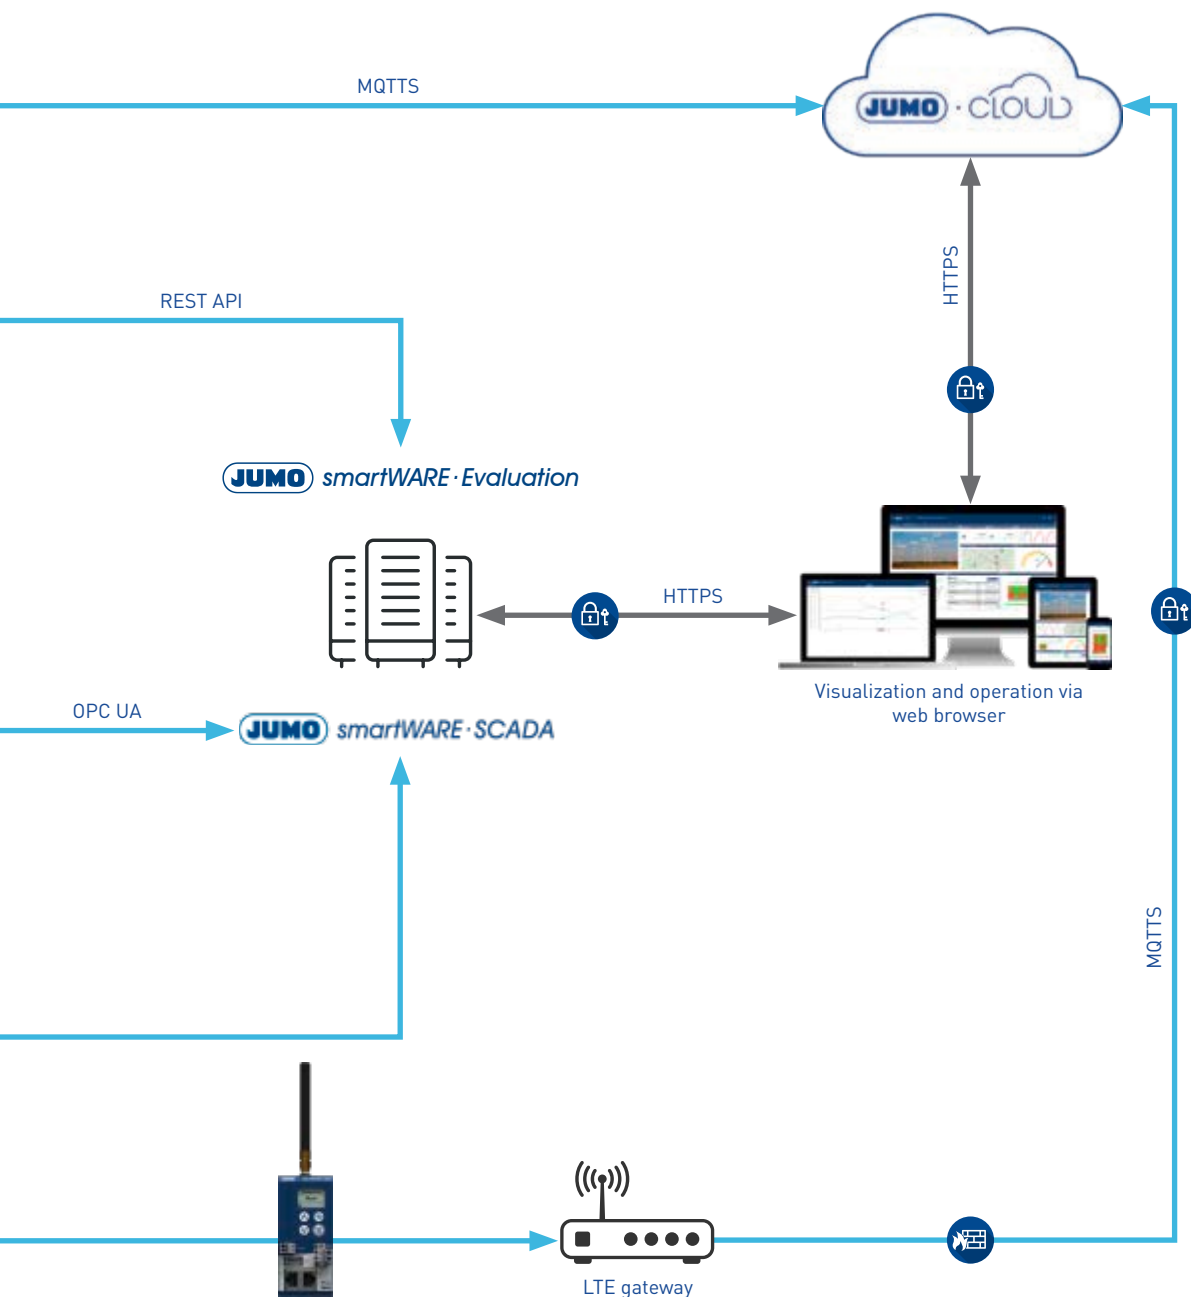 MQTTS
JUMO · CLOUD
HTTPS
REST API
JUMO smartWARE · Evaluation
HTTPS
Visualization and operation via
web browser
OPC UA
JUMO smartWARE · SCADA
MQTTS
LTE gateway